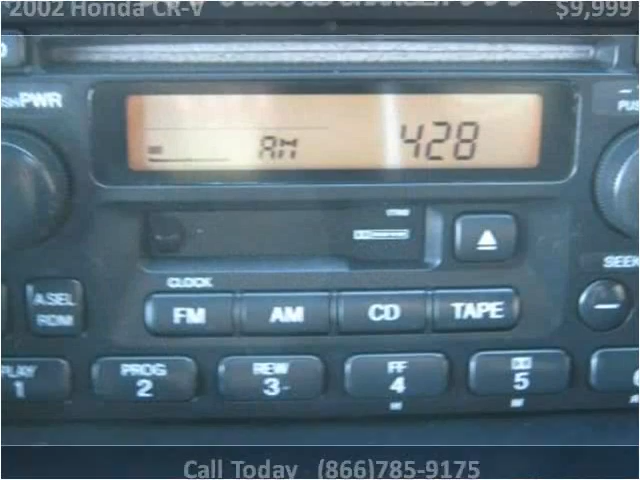 2002 Honda CR-V $9,999
PWR
AM 428
SEEK
CLOCK
A.SEL
RDM
FM AM CD TAPE
PLAY PROG REW FF
1 2 3 4 5
Call Today (866)785-9175